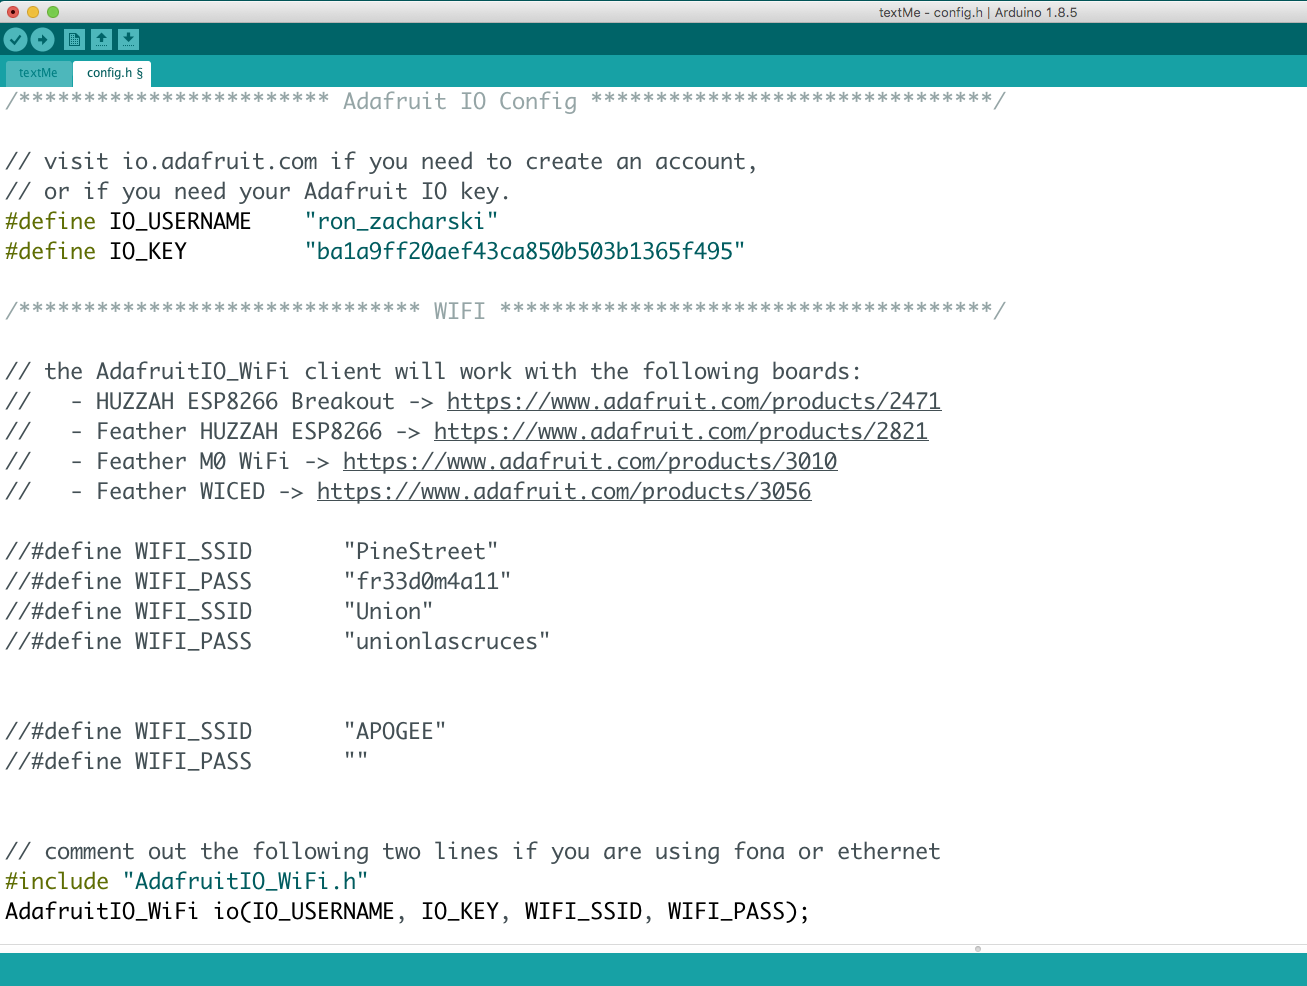 textMe - config.h | Arduino 1.8.5
textMe
config.h §
/************************ Adafruit IO Config *******************************/
// visit io.adafruit.com if you need to create an account,
// or if you need your Adafruit IO key.
#define IO_USERNAME    "ron_zacharski"
#define IO_KEY         "ba1a9ff20aef43ca850b503b1365f495"
/******************************* WIFI **************************************/
// the AdafruitIO_WiFi client will work with the following boards:
//   - HUZZAH ESP8266 Breakout -> https://www.adafruit.com/products/2471
//   - Feather HUZZAH ESP8266 -> https://www.adafruit.com/products/2821
//   - Feather M0 WiFi -> https://www.adafruit.com/products/3010
//   - Feather WICED -> https://www.adafruit.com/products/3056
//#define WIFI_SSID       "PineStreet"
//#define WIFI_PASS       "fr33d0m4a11"
//#define WIFI_SSID       "Union"
//#define WIFI_PASS       "unionlascruces"
//#define WIFI_SSID       "APOGEE"
//#define WIFI_PASS       ""
// comment out the following two lines if you are using fona or ethernet
#include "AdafruitIO_WiFi.h"
AdafruitIO_WiFi io(IO_USERNAME, IO_KEY, WIFI_SSID, WIFI_PASS);